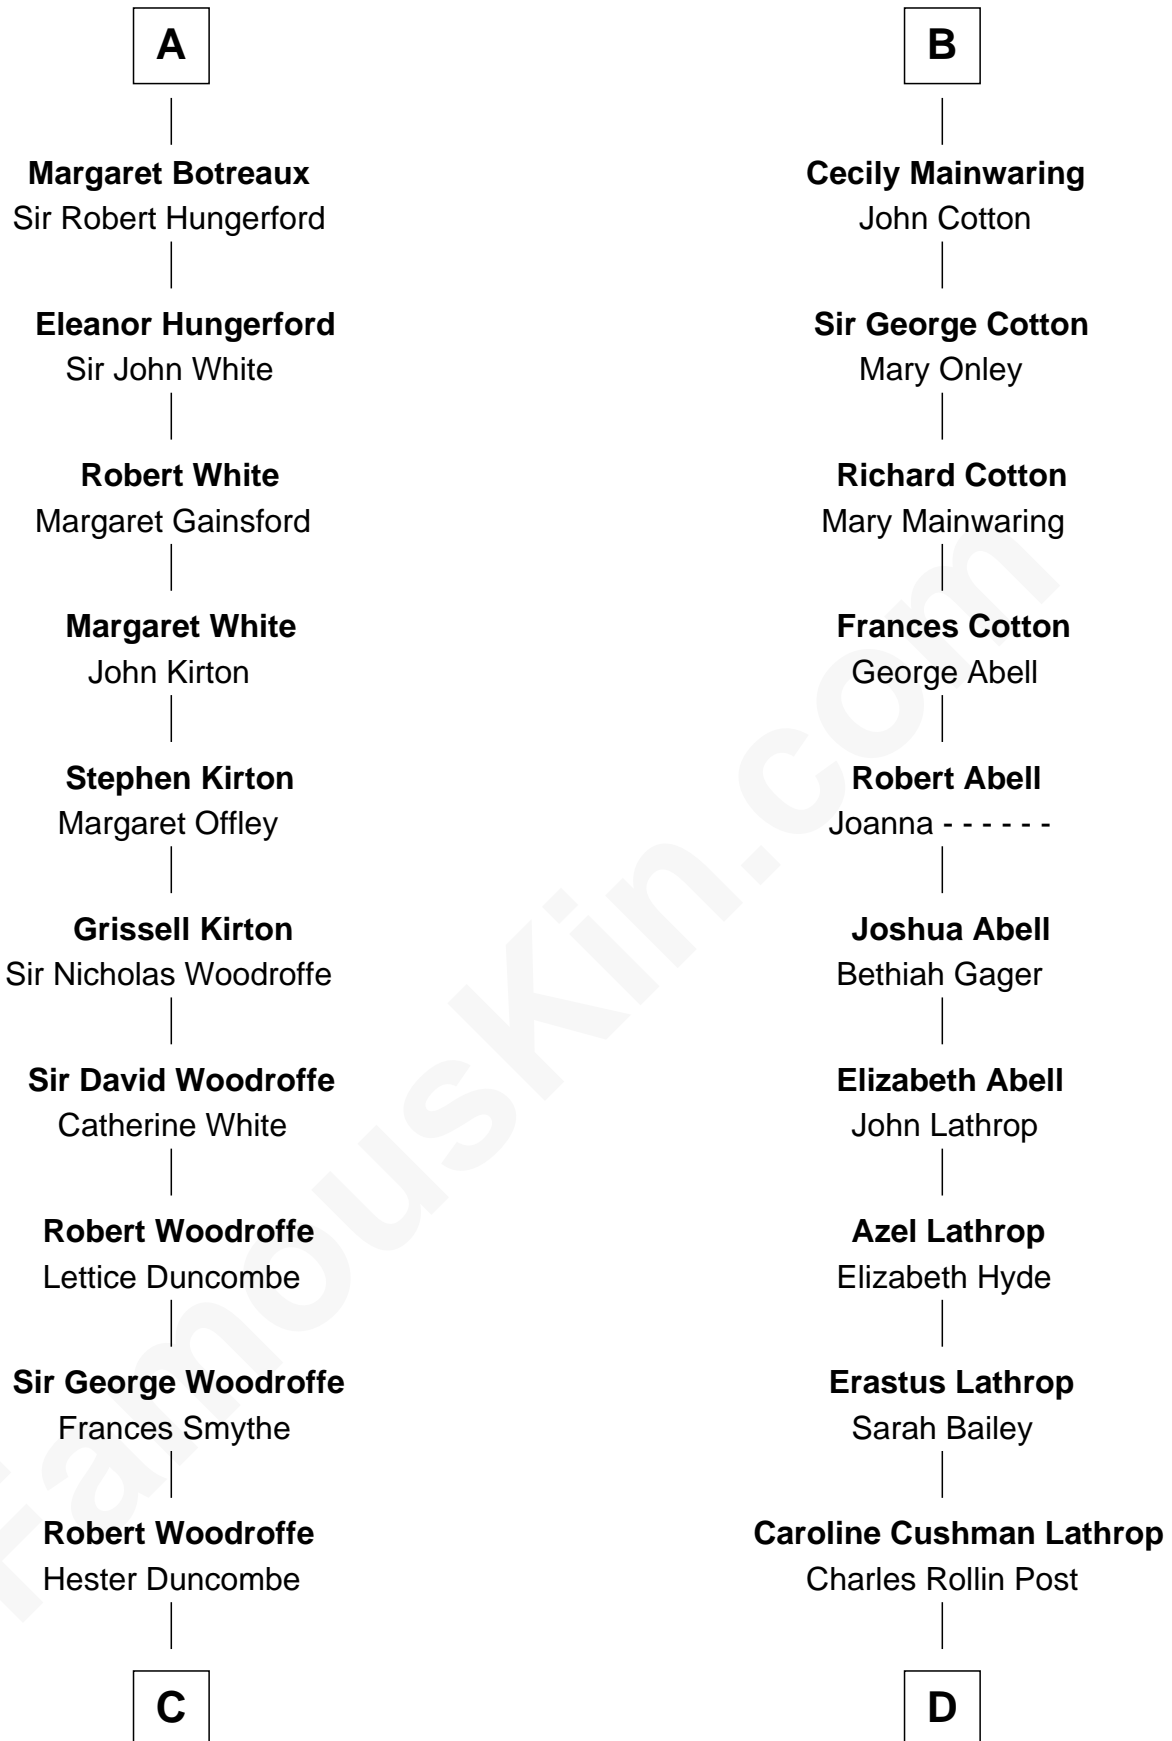 A
Margaret Botreaux
Sir Robert Hungerford
Eleanor Hungerford
Sir John White
Robert White
Margaret Gainsford
Margaret White
John Kirton
Stephen Kirton
Margaret Offley
Grissell Kirton
Sir Nicholas Woodroffe
Sir David Woodroffe
Catherine White
Robert Woodroffe
Lettice Duncombe
Sir George Woodroffe
Frances Smythe
Robert Woodroffe
Hester Duncombe
C
B
Cecily Mainwaring
John Cotton
Sir George Cotton
Mary Onley
Richard Cotton
Mary Mainwaring
Frances Cotton
George Abell
Robert Abell
Joanna - - - - - -
Joshua Abell
Bethiah Gager
Elizabeth Abell
John Lathrop
Azel Lathrop
Elizabeth Hyde
Erastus Lathrop
Sarah Bailey
Caroline Cushman Lathrop
Charles Rollin Post
D
FamousKin.com